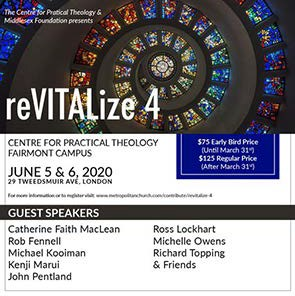 The Centre for Pratical Theology &
Middlesex Foundation presents
reVITALize 4
CENTRE FOR PRACTICAL THEOLOGY
FAIRMONT CAMPUS
JUNE 5 & 6, 2020
29 TWEEDSMUIR AVE, LONDON
$75 Early Bird Price
(Until March 31st)
$125 Regular Price
(After March 31st)
For more information or to register visit: www.metropolitanchurch.com/contribute/revitalize-4
GUEST SPEAKERS
Catherine Faith MacLean
Rob Fennell
Michael Kooiman
Kenji Marui
John Pentland
Ross Lockhart
Michelle Owens
Richard Topping
& Friends